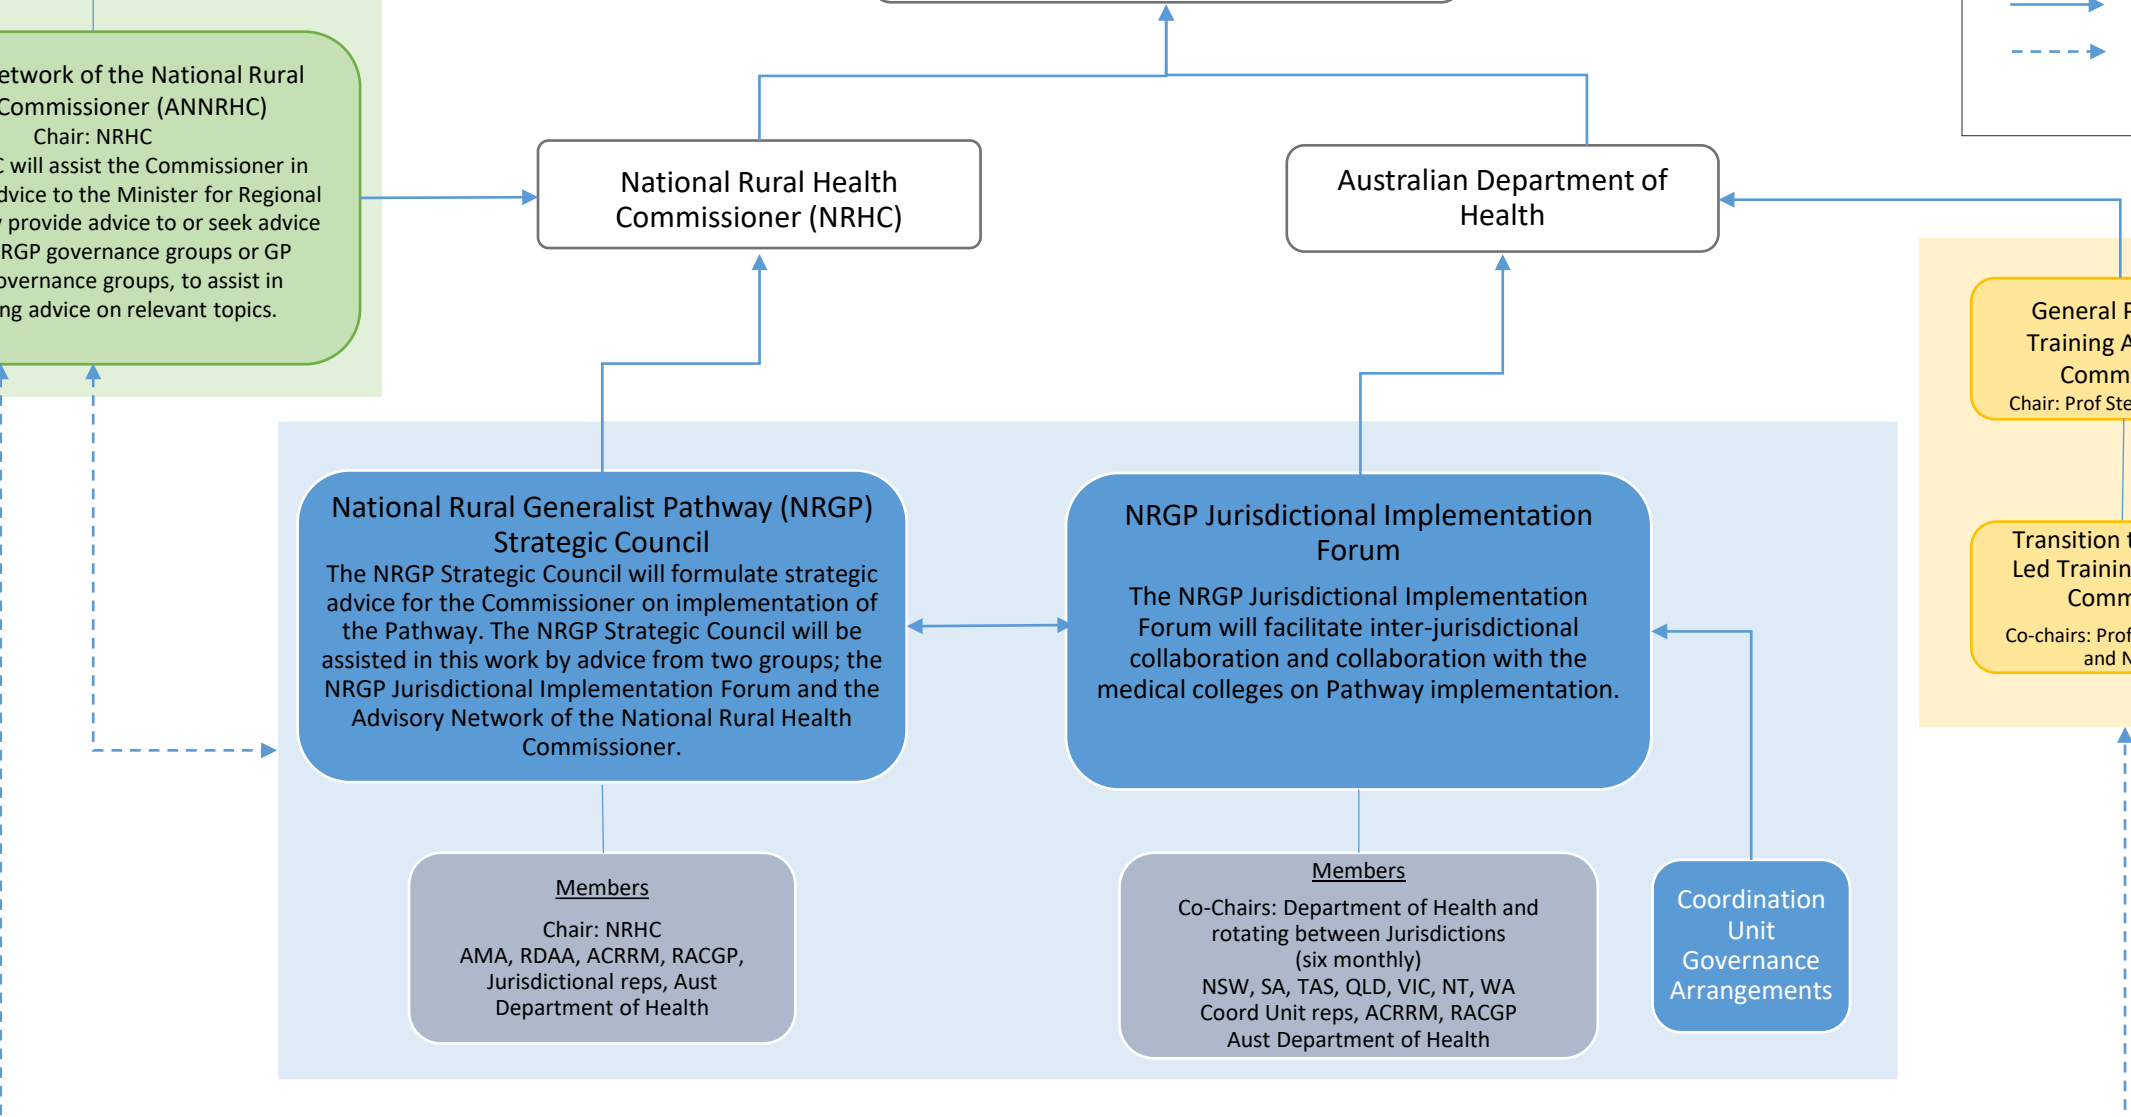 etwork of the National Rural
Commissioner (ANNRHC)
Chair: NRHC
will assist the Commissioner in
dvice to the Minister for Regional
provide advice to or seek advice
RGP governance groups or GP
overnance groups, to assist in
ng advice on relevant topics.
National Rural Health
Commissioner (NRHC)
Australian Department of
Health
General
Training
Comm
Chair: Prof Ste
Transition
Led Trainin
Comm
Co-chairs: Prof
and N
National Rural Generalist Pathway (NRGP)
Strategic Council
The NRGP Strategic Council will formulate strategic
advice for the Commissioner on implementation of
the Pathway. The NRGP Strategic Council will be
assisted in this work by advice from two groups; the
NRGP Jurisdictional Implementation Forum and the
Advisory Network of the National Rural Health
Commissioner.
NRGP Jurisdictional Implementation
Forum
The NRGP Jurisdictional Implementation
Forum will facilitate inter-jurisdictional
collaboration and collaboration with the
medical colleges on Pathway implementation.
Members
Chair: NRHC
AMA, RDAA, ACRRM, RACGP,
Jurisdictional reps, Aust
Department of Health
Members
Co-Chairs: Department of Health and
rotating between Jurisdictions
(six monthly)
NSW, SA, TAS, QLD, VIC, NT, WA
Coord Unit reps, ACRRM, RACGP
Aust Department of Health
Coordination
Unit
Governance
Arrangements